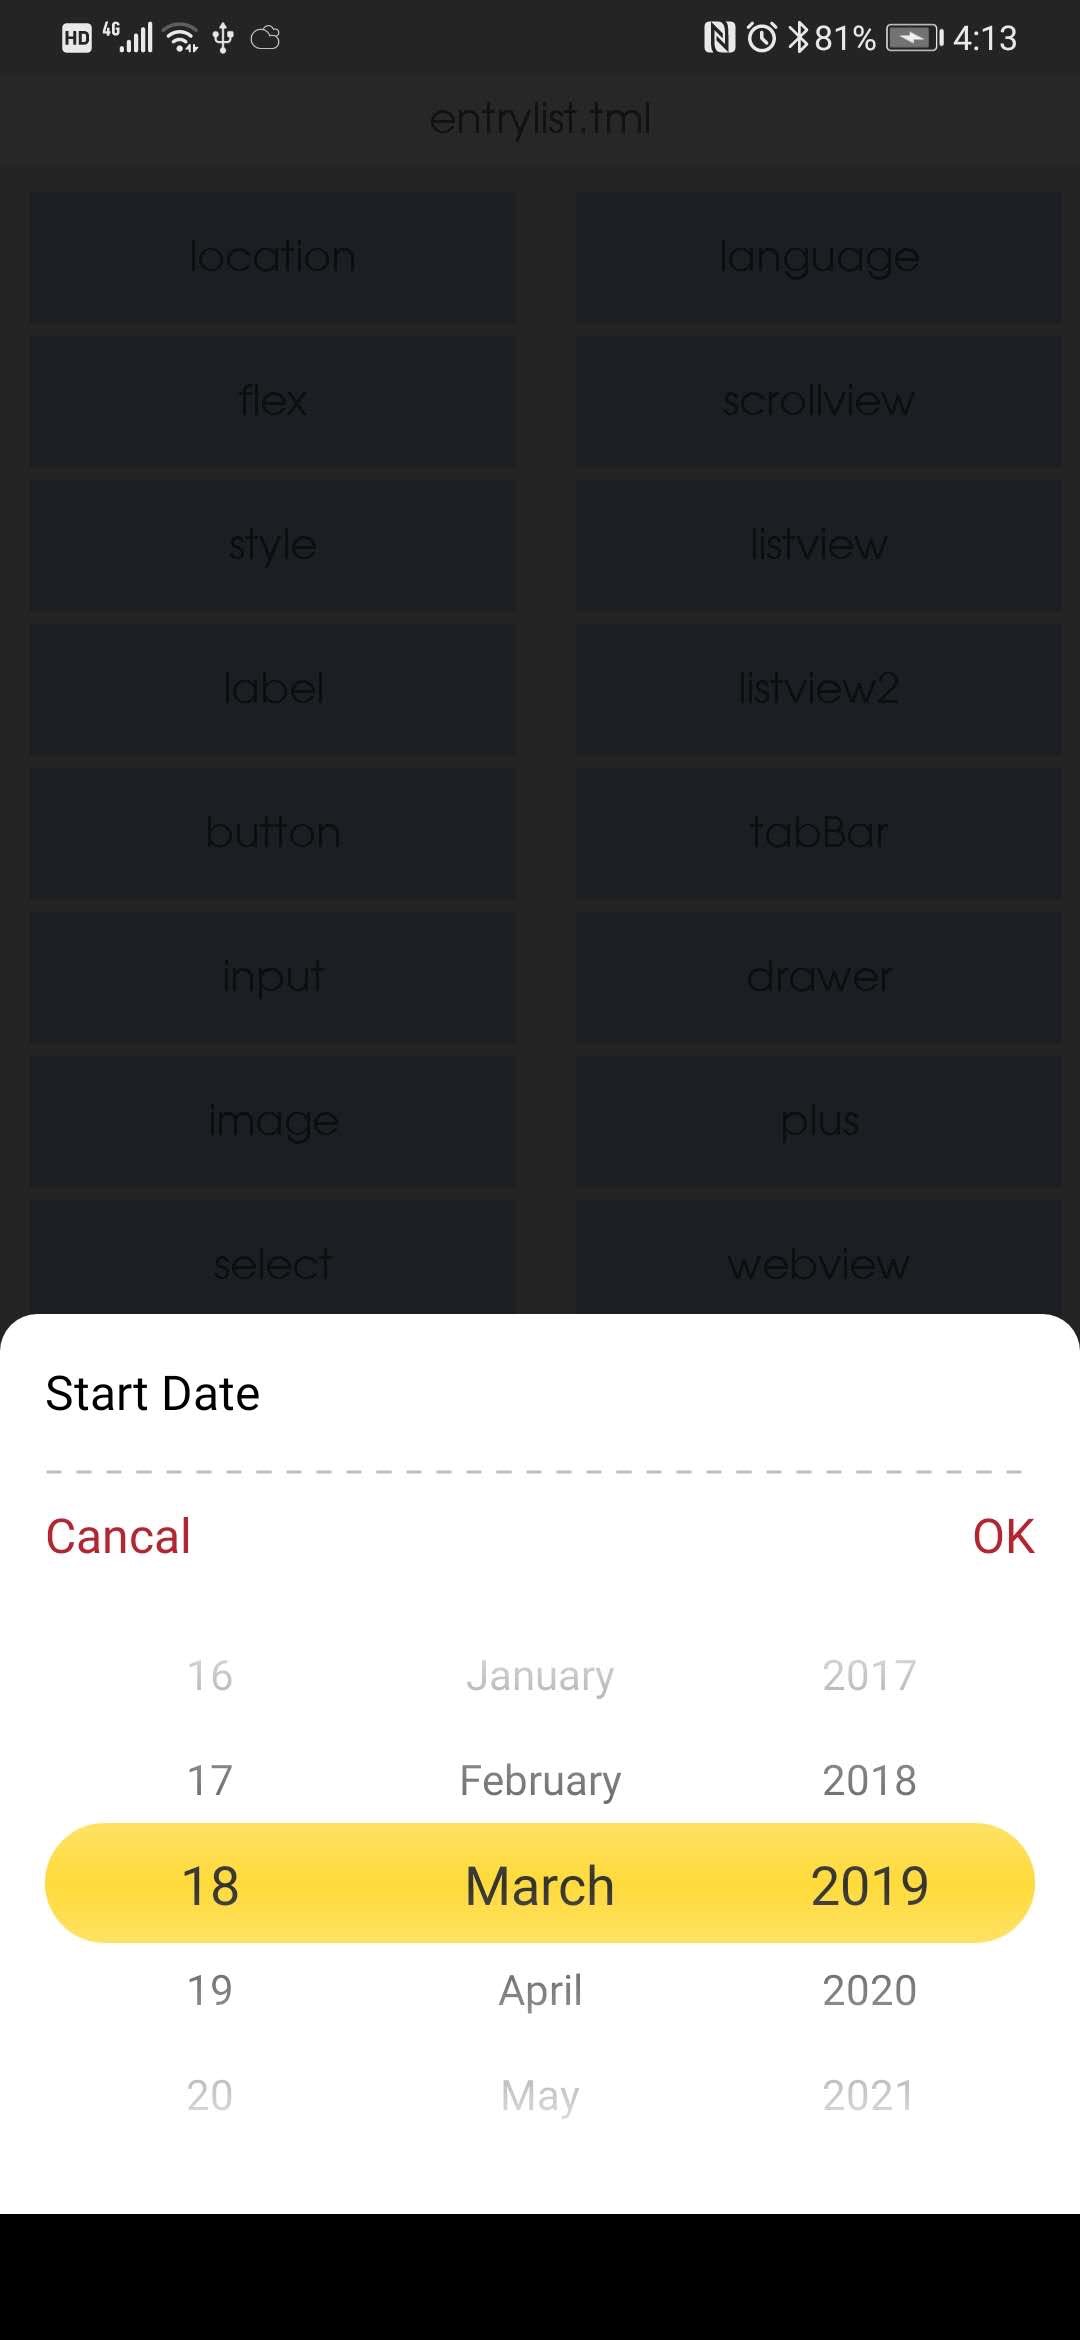 HD 4G 81% 4:13
entrylist.tml
location language
flex scrollview
style listview
label listview2
button tabBar
input drawer
image plus
select webview
Start Date
Cancal OK
16 January 2017
17 February 2018
18 March 2019
19 April 2020
20 May 2021